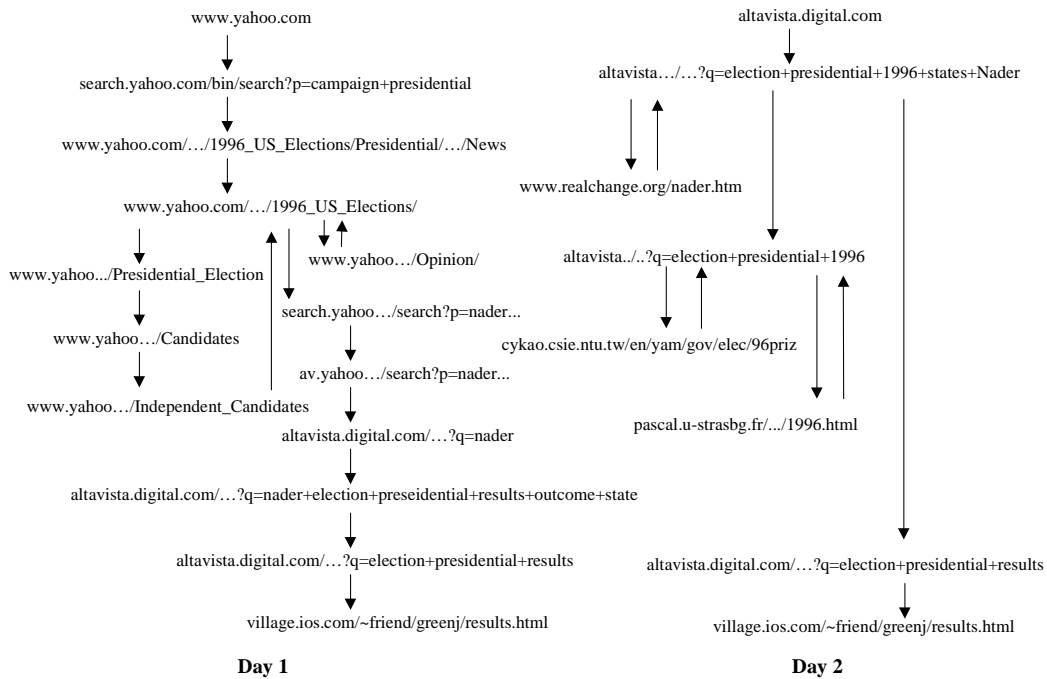 www.yahoo.com
search.yahoo.com/bin/search?p=campaign+presidential
www.yahoo.com/…/1996_US_Elections/Presidential/…/News
www.yahoo.com/…/1996_US_Elections/
www.yahoo…/Opinion/
www.yahoo.../Presidential_Election
search.yahoo…/search?p=nader...
www.yahoo…/Candidates
av.yahoo…/search?p=nader...
www.yahoo…/Independent_Candidates
altavista.digital.com/…?q=nader
altavista.digital.com/…?q=nader+election+preseidential+results+outcome+state
altavista.digital.com/…?q=election+presidential+results
village.ios.com/~friend/greenj/results.html
Day 1
altavista.digital.com
altavista…/…?q=election+presidential+1996+states+Nader
www.realchange.org/nader.htm
altavista../..?q=election+presidential+1996
cykao.csie.ntu.tw/en/yam/gov/elec/96priz
pascal.u-strasbg.fr/.../1996.html
altavista.digital.com/…?q=election+presidential+results
village.ios.com/~friend/greenj/results.html
Day 2